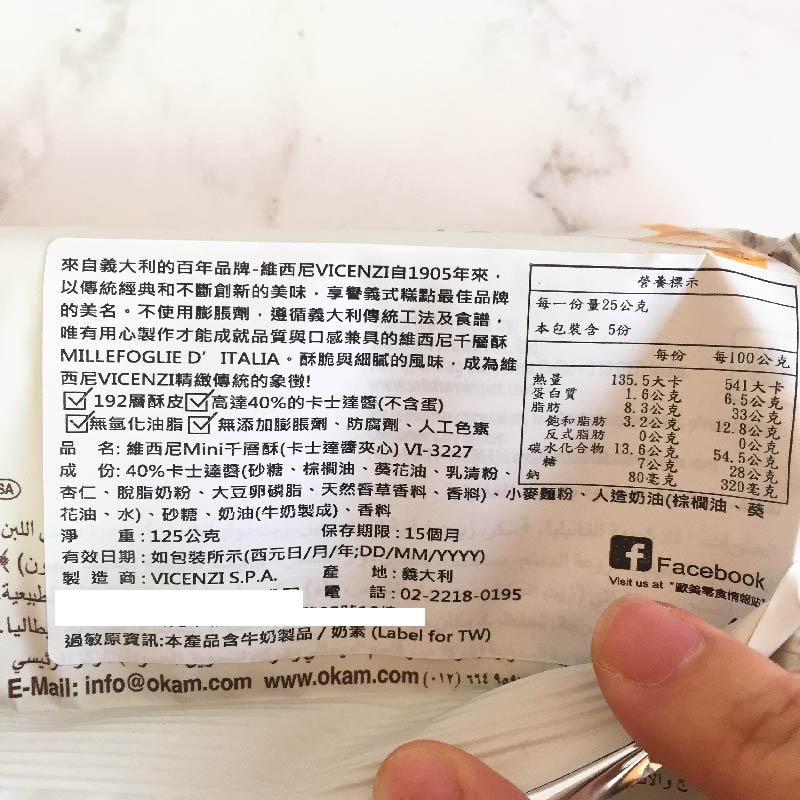 來自義大利的百年品牌-維西尼VICENZI自1905年來，
以傳統經典和不斷創新的美味，享譽義式糕點最佳品牌
的美名。不使用膨脹劑，遵循義大利傳統工法及食譜，
唯有用心製作才能成就品質與口感兼具的維西尼千層酥
MILLEFOGLIE D'ITALIA。酥脆與細膩的風味，成為維
西尼VICENZI精緻傳統的象徵!
☑192層酥皮☑高達40%的卡士達醬(不含蛋)
☑無氫化油脂☑無添加膨脹劑、防腐劑、人工色素
品 名:維西尼Mini千層酥(卡士達醬夾心) VI-3227
成 份:40%卡士達醬(砂糖、棕櫚油、葵花油、乳清粉、
杏仁、脫脂奶粉、大豆卵磷脂、天然香草香料、香料)、小麥麵粉、人造奶油(棕櫚油、葵
花油、水)、砂糖、奶油(牛奶製成)、香料
淨 重:125公克 保存期限:15個月
有效日期:如包裝所示(西元日/月/年;DD/MM/YYYY)
製造商:VICENZI S.P.A. 產 地:義大利
電 話:02-2218-0195
過敏原資訊:本產品含牛奶製品/奶素 (Label for TW)
營養標示
每一份量25公克
本包裝含 5份
每份 每100公克
熱量 135.5大卡 541大卡
蛋白質 1.6公克 6.5公克
脂肪 8.3公克 33公克
飽和脂肪 3.2公克 12.8公克
反式脂肪 0公克 0公克
碳水化合物 13.6公克 54.5公克
糖 7公克 28公克
鈉 80毫克 320毫克
f Facebook
Visit us at "歐美零食情報站"
E-Mail: info@okam.com www.okam.com